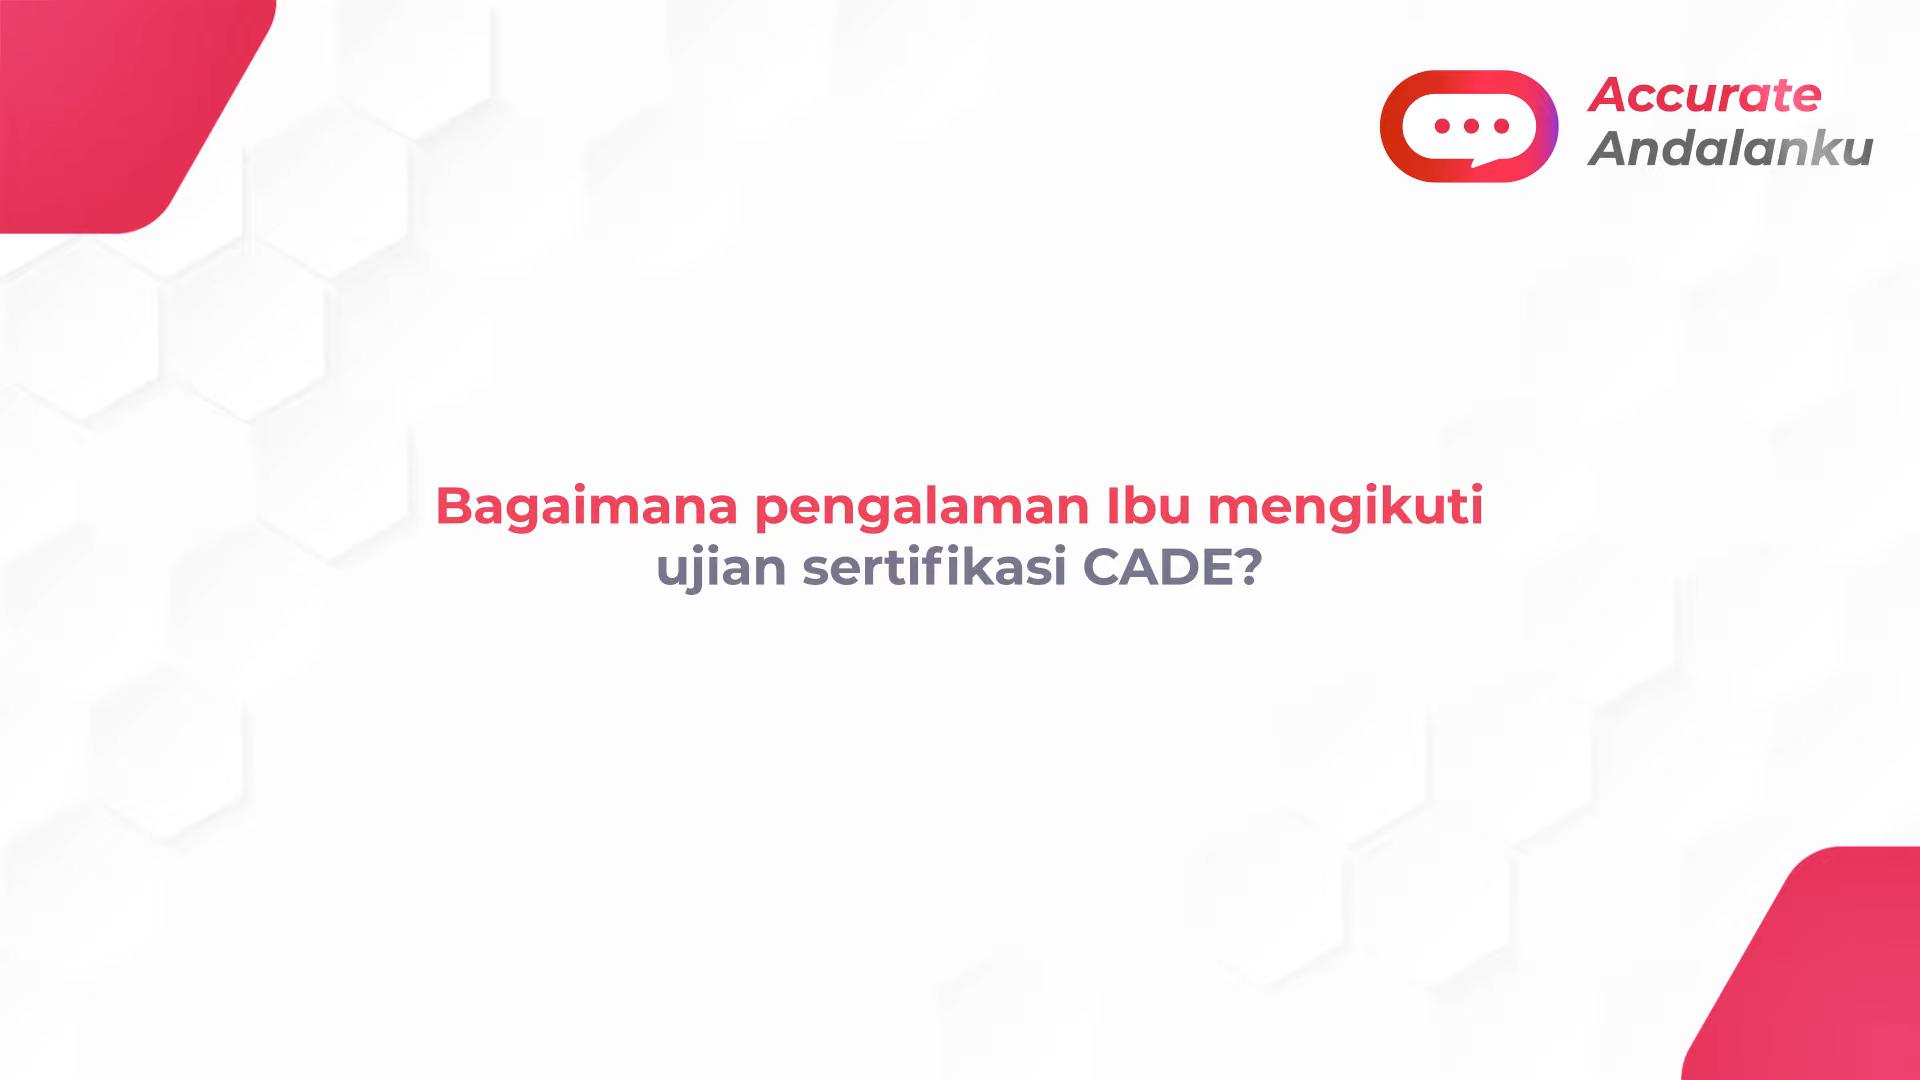 Accurate
Andalanku
Bagaimana pengalaman Ibu mengikuti
ujian sertifikasi CADE?